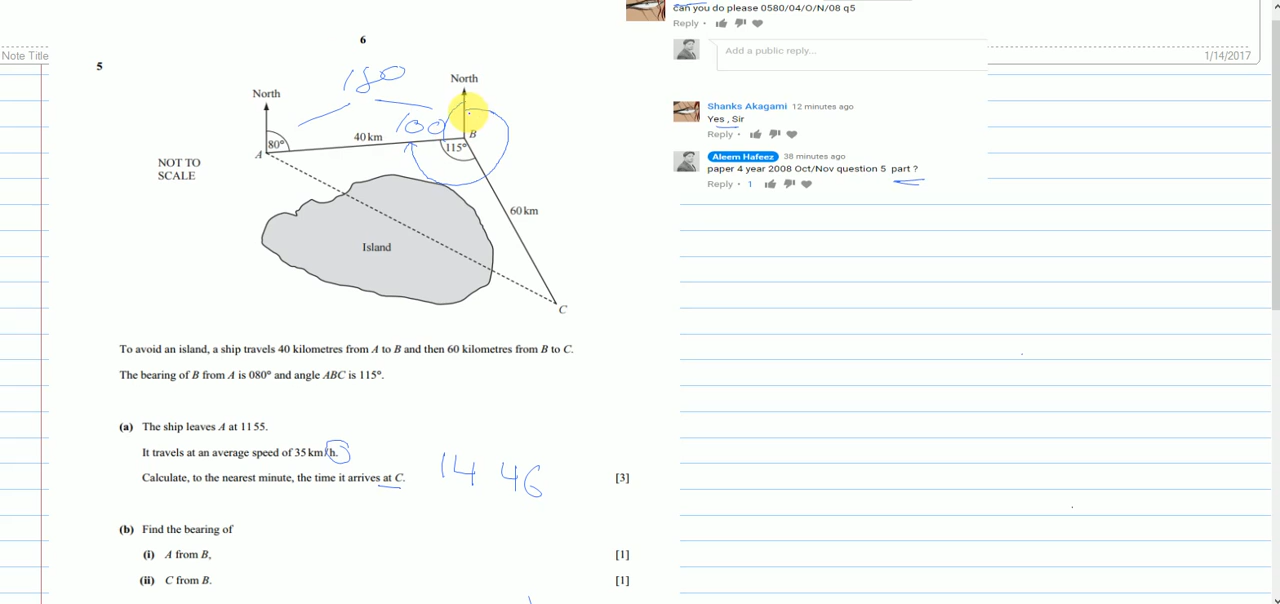 can you do please 0580/04/O/N/08 q5
Reply
Add a public reply...
1/14/2017
Note Title
6
5
180
North
North
Shanks Akagami 12 minutes ago
Yes , Sir
Reply
100
B
80°
40 km
115°
A
NOT TO
SCALE
Aleem Hafeez 38 minutes ago
paper 4 year 2008 Oct/Nov question 5 part ?
Reply 1
60 km
Island
C
To avoid an island, a ship travels 40 kilometres from A to B and then 60 kilometres from B to C.
The bearing of B from A is 080° and angle ABC is 115°.
(a) The ship leaves A at 1155.
It travels at an average speed of 35 km/h.
Calculate, to the nearest minute, the time it arrives at C. [3]
14 46
(b) Find the bearing of
(i) A from B, [1]
(ii) C from B. [1]